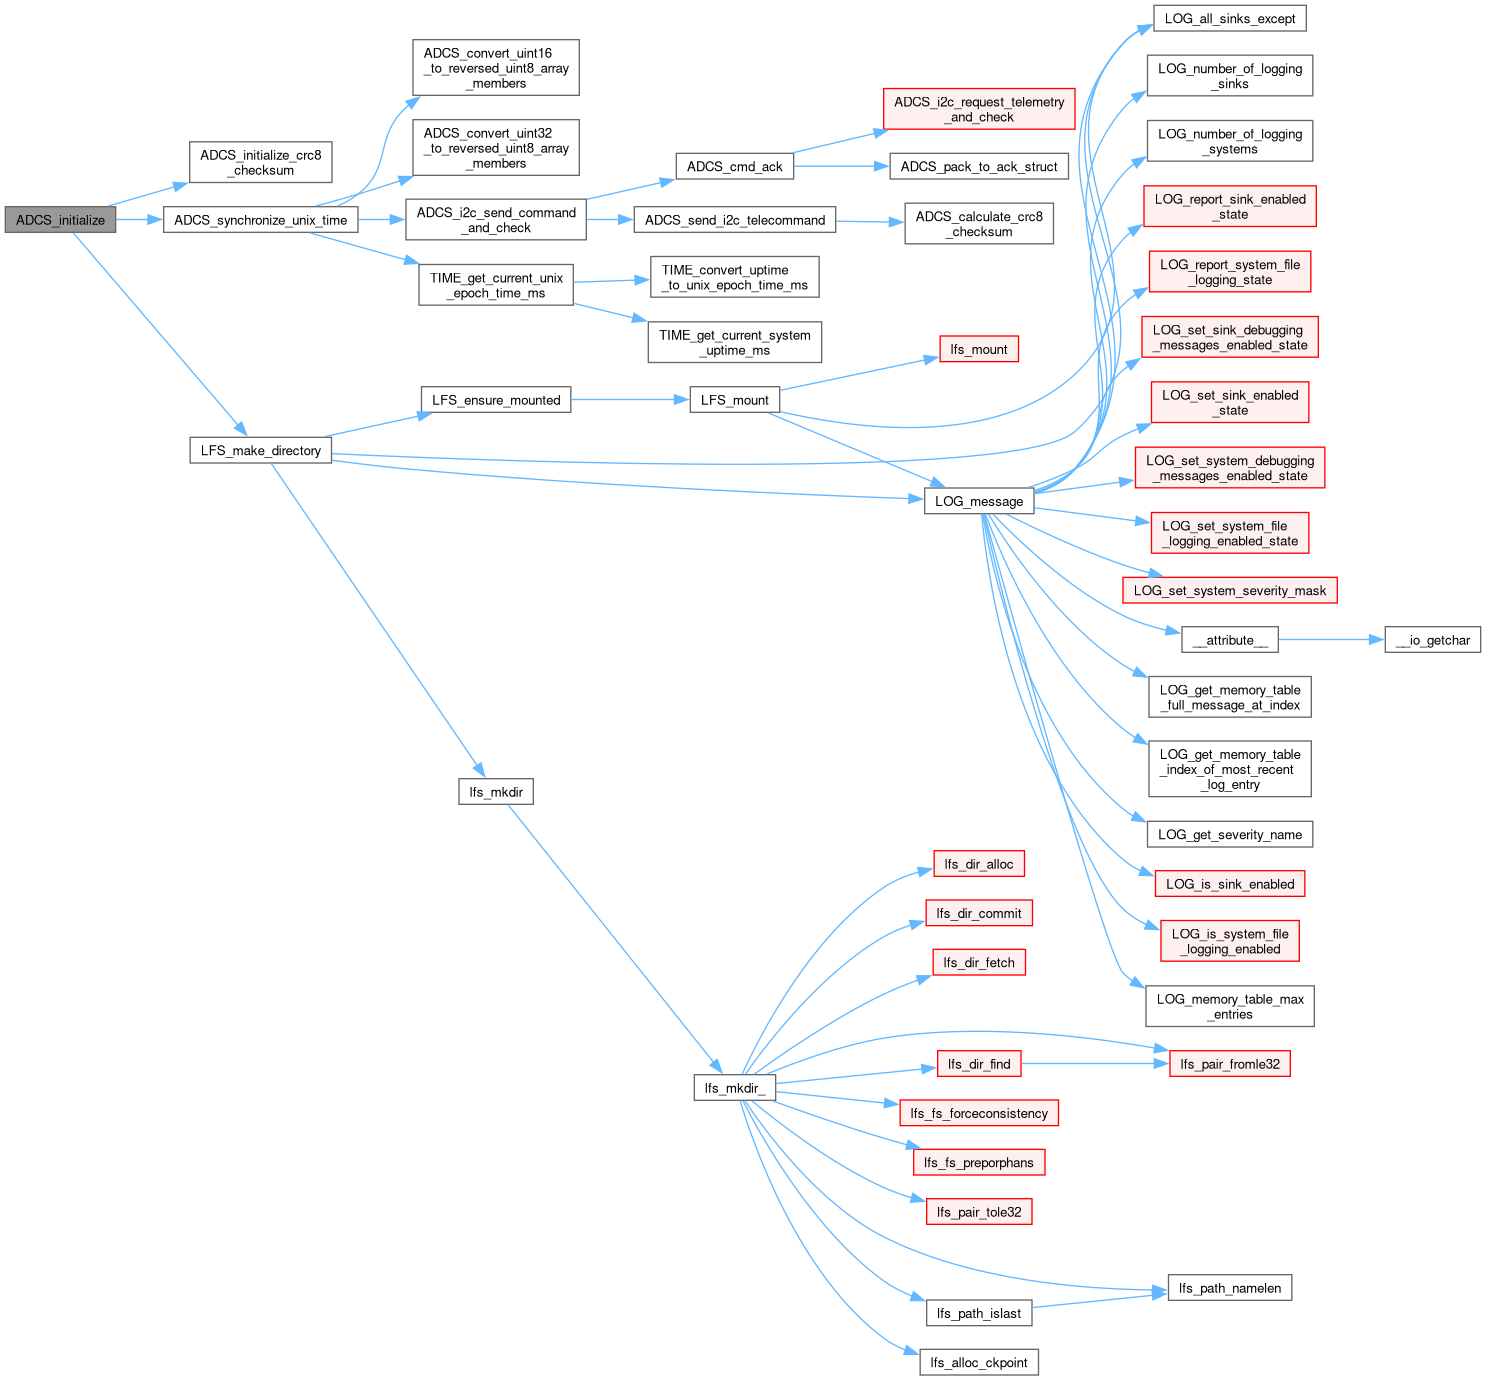 ADCS_initialize
ADCS_initialize_crc8
_checksum
ADCS_synchronize_unix_time
ADCS_convert_uint16
_to_reversed_uint8_array
_members
ADCS_convert_uint32
_to_reversed_uint8_array
_members
ADCS_i2c_send_command
_and_check
ADCS_cmd_ack
ADCS_i2c_request_telemetry
_and_check
ADCS_pack_to_ack_struct
ADCS_send_i2c_telecommand
ADCS_calculate_crc8
_checksum
TIME_get_current_unix
_epoch_time_ms
TIME_convert_uptime
_to_unix_epoch_time_ms
TIME_get_current_system
_uptime_ms
LFS_make_directory
LFS_ensure_mounted
LFS_mount
lfs_mount
LOG_message
LOG_all_sinks_except
LOG_number_of_logging
_sinks
LOG_number_of_logging
_systems
LOG_report_sink_enabled
_state
LOG_report_system_file
_logging_state
LOG_set_sink_debugging
_messages_enabled_state
LOG_set_sink_enabled
_state
LOG_set_system_debugging
_messages_enabled_state
LOG_set_system_file
_logging_enabled_state
LOG_set_system_severity_mask
__attribute__
__io_getchar
LOG_get_memory_table
_full_message_at_index
LOG_get_memory_table
_index_of_most_recent
_log_entry
LOG_get_severity_name
LOG_is_sink_enabled
LOG_is_system_file
_logging_enabled
LOG_memory_table_max
_entries
lfs_mkdir
lfs_mkdir_
lfs_dir_alloc
lfs_dir_commit
lfs_dir_fetch
lfs_dir_find
lfs_pair_fromle32
lfs_fs_forceconsistency
lfs_fs_preporphans
lfs_pair_tole32
lfs_path_namelen
lfs_path_islast
lfs_alloc_ckpoint